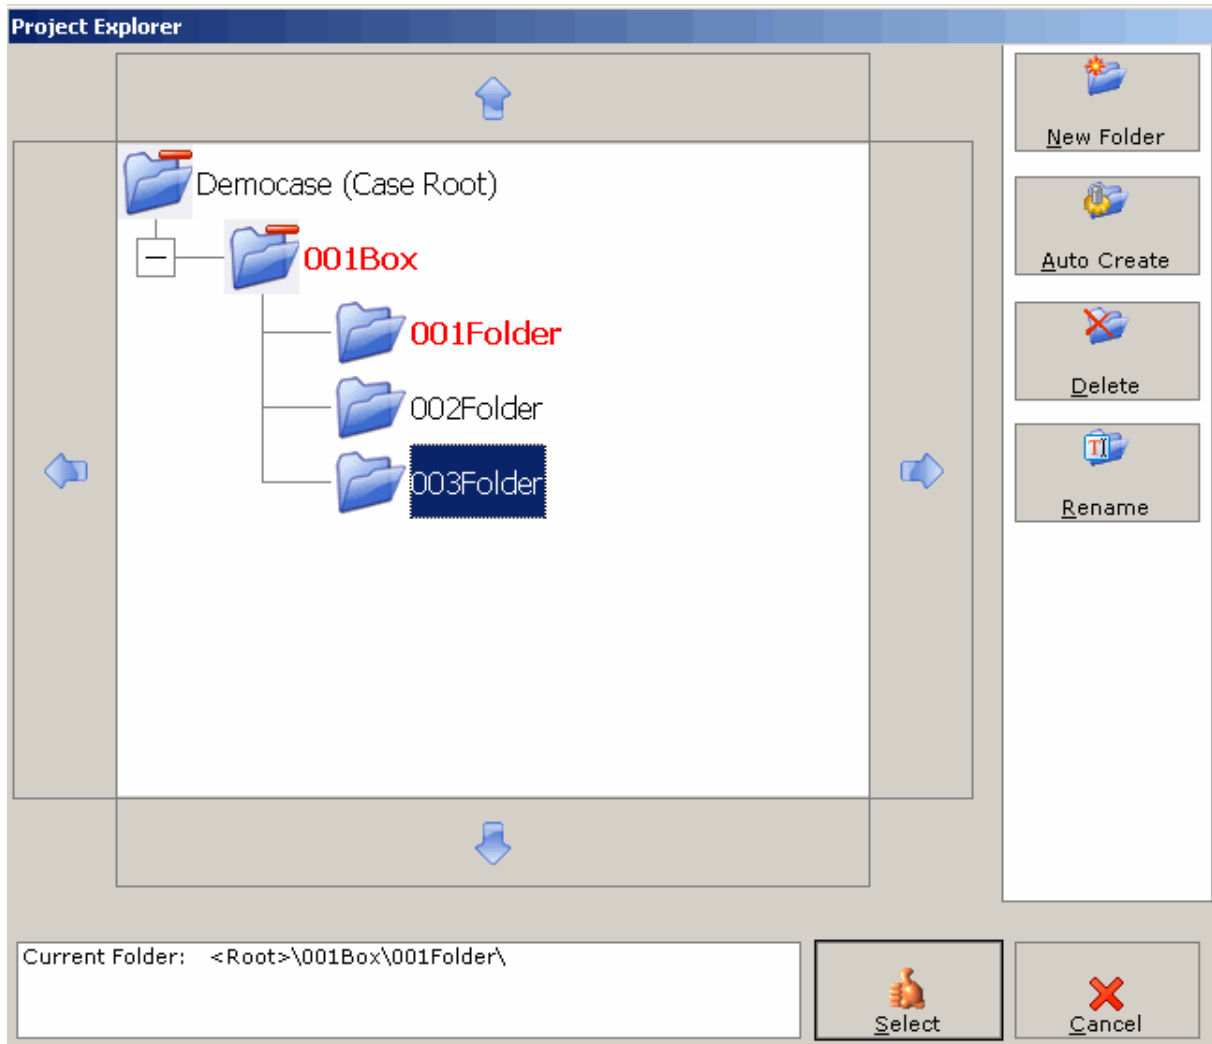 Project Explorer
New Folder
Democase (Case Root)
001Box
Auto Create
001Folder
Delete
002Folder
003Folder
Rename
Current Folder: <Root>\001Box\001Folder\
Select
Cancel